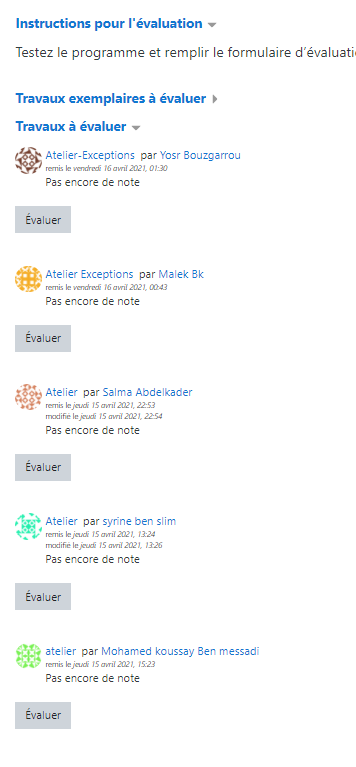 Instructions pour l'évaluation
Testez le programme et remplir le formulaire d'évaluati
Travaux exemplaires à évaluer
Travaux à évaluer
Atelier-Exceptions par Yosr Bouzgarrou
remis le vendredi 16 avril 2021, 01:30
Pas encore de note
Évaluer
Atelier Exceptions par Malek Bk
remis le vendredi 16 avril 2021, 00:43
Pas encore de note
Évaluer
Atelier par Salma Abdelkader
remis le jeudi 15 avril 2021, 22:53
modifié le jeudi 15 avril 2021, 22:54
Pas encore de note
Évaluer
Atelier par syrine ben slim
remis le jeudi 15 avril 2021, 13:24
modifié le jeudi 15 avril 2021, 13:26
Pas encore de note
Évaluer
atelier par Mohamed koussay Ben messadi
remis le jeudi 15 avril 2021, 15:23
Pas encore de note
Évaluer